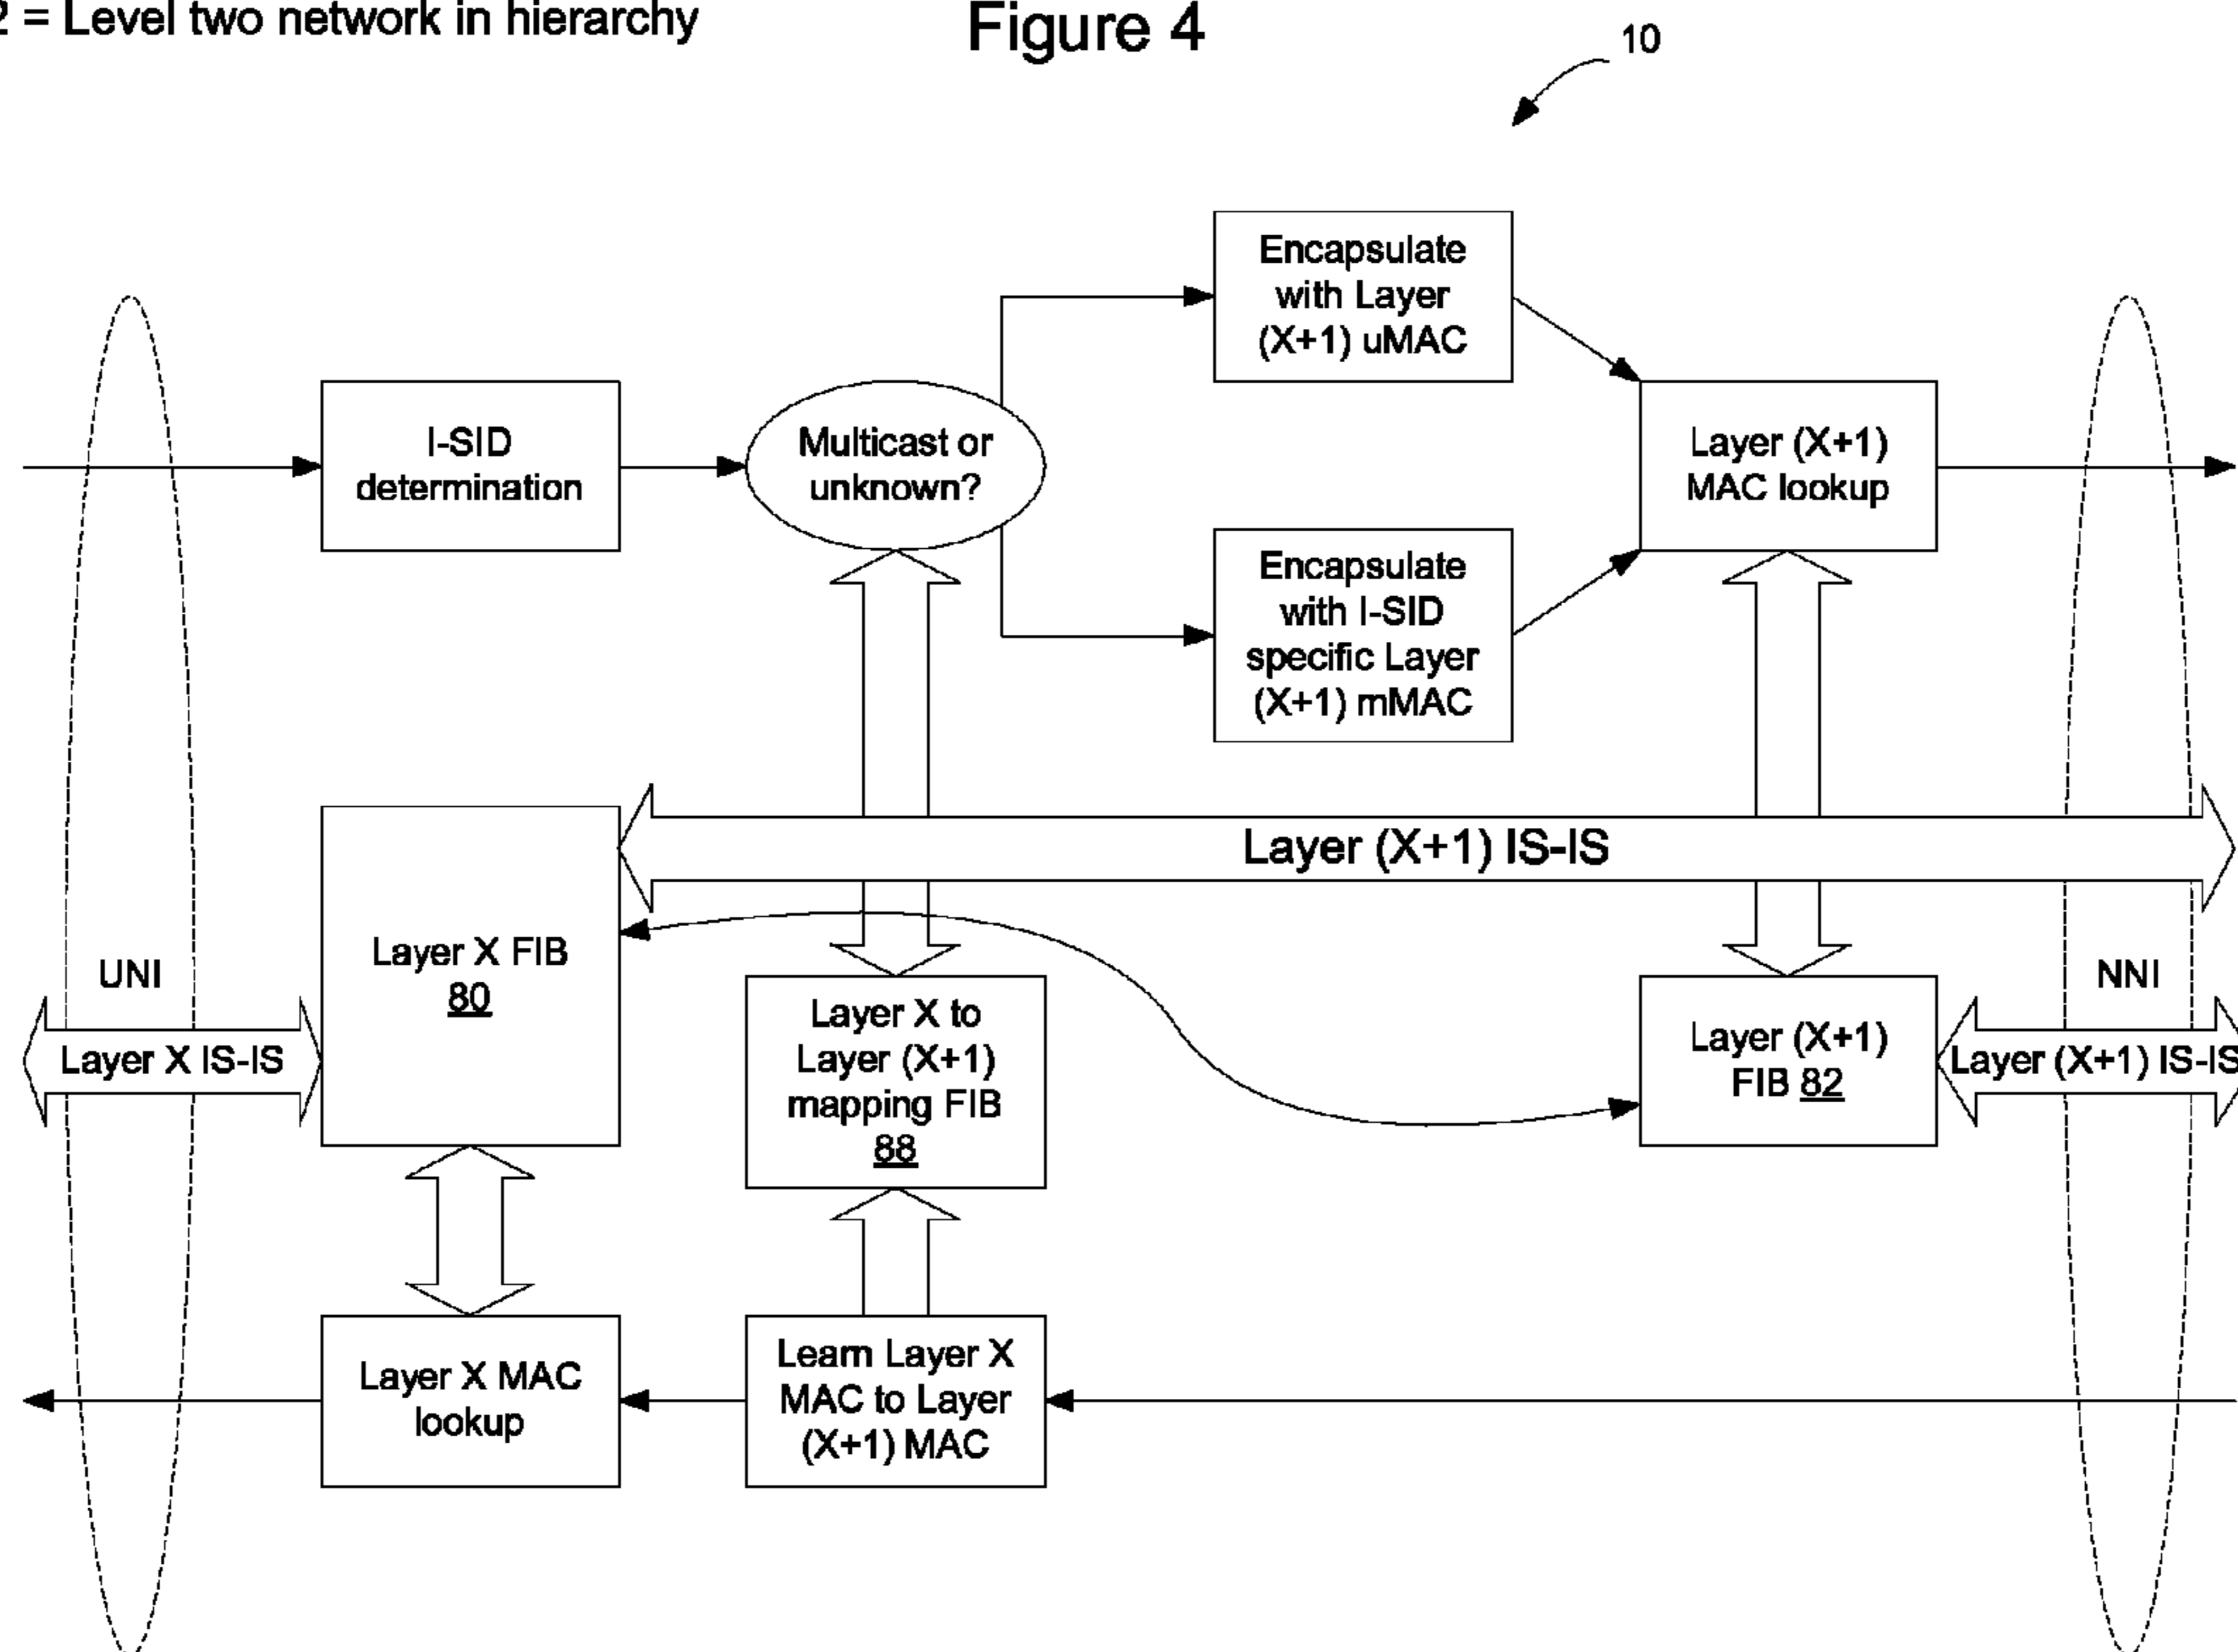 2 = Level two network in hierarchy
Figure 4
10
Encapsulate
with Layer
(X+1) uMAC
I-SID
determination
Multicast or
unknown?
Layer (X+1)
MAC lookup
Encapsulate
with I-SID
specific Layer
(X+1) mMAC
Layer (X+1) IS-IS
Layer X FIB
80
UNI
Layer X IS-IS
Layer X to
Layer (X+1)
mapping FIB
88
Layer (X+1)
FIB 82
NNI
Layer (X+1) IS-IS
Layer X MAC
lookup
Learn Layer X
MAC to Layer
(X+1) MAC